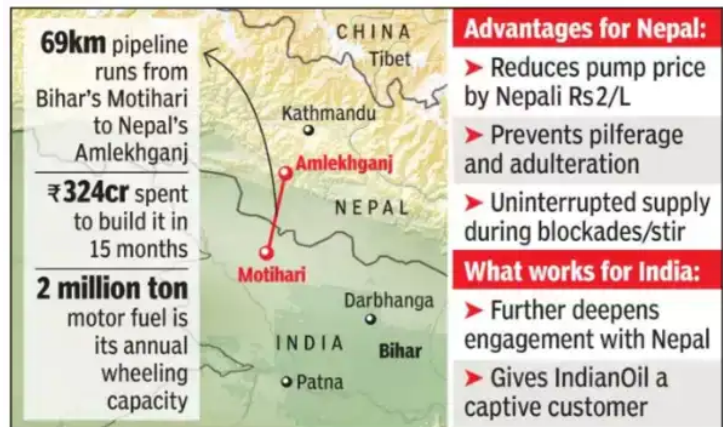 69km pipeline
runs from
Bihar's Motihari
to Nepal's
Amlekhganj
₹324cr spent
to build it in
15 months
2 million ton
motor fuel is
its annual
wheeling
capacity
CHINA
Tibet
Kathmandu
Amlekhganj
NEPAL
Motihari
Darbhanga
INDIA
Bihar
Patna
Advantages for Nepal:
➤ Reduces pump price
by Nepali Rs2/L
➤ Prevents pilferage
and adulteration
➤ Uninterrupted supply
during blockades/stir
What works for India:
➤ Further deepens
engagement with Nepal
➤ Gives IndianOil a
captive customer